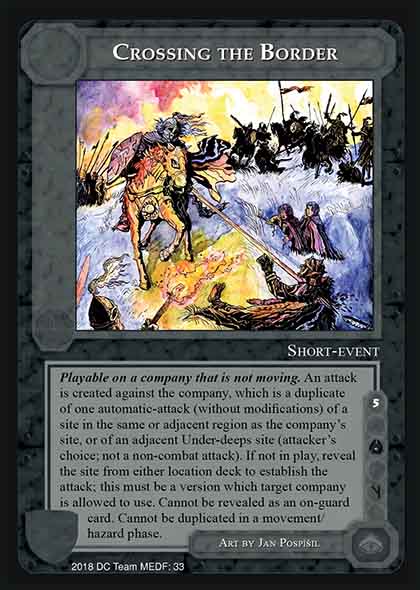 Crossing the Border
Short-event
Playable on a company that is not moving. An attack
is created against the company, which is a duplicate
of one automatic-attack (without modifications) of a
site in the same or adjacent region as the company's
site, or of an adjacent Under-deeps site (attacker's
choice; not a non-combat attack). If not in play, reveal
the site from either location deck to establish the
attack; this must be a version which target company
is allowed to use. Cannot be revealed as an on-guard
card. Cannot be duplicated in a movement/
hazard phase.
5
Art by Jan Pospíšil
2018 DC Team MEDF: 33